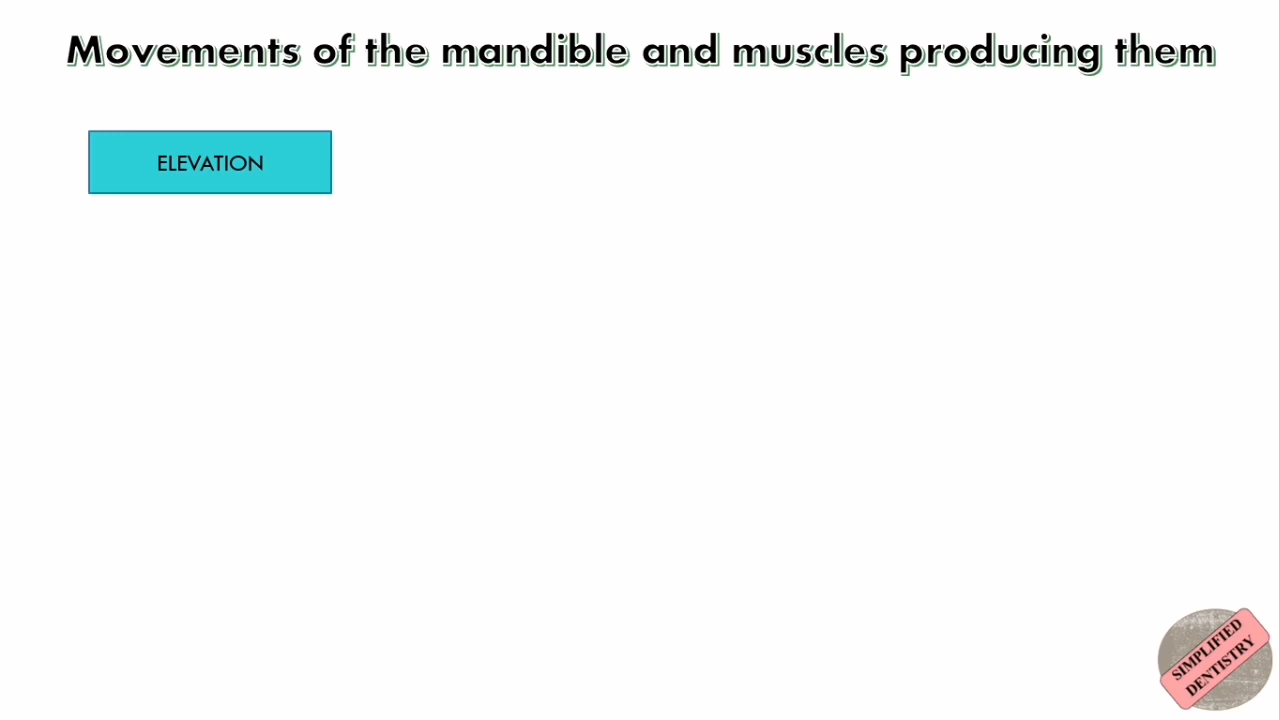 Movements of the mandible and muscles producing them
ELEVATION
SIMPLIFIED
DENTISTRY